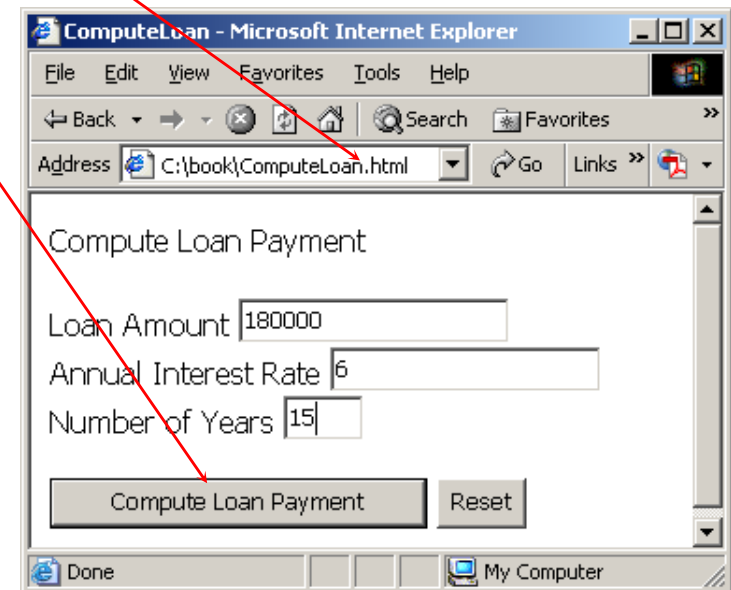 ComputeLoan - Microsoft Internet Explorer
File Edit View Favorites Tools Help
Back Search Favorites »
Address C:\book\ComputeLoan.html Go Links »
Compute Loan Payment
Loan Amount 180000
Annual Interest Rate 6
Number of Years 15
Compute Loan Payment Reset
Done My Computer